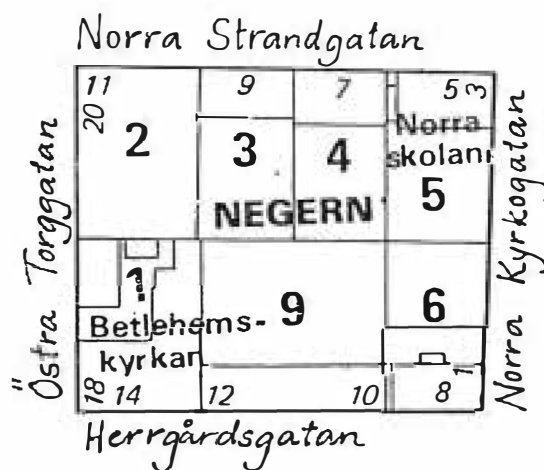 Norra Strandgatan
11
9
7
5
3
20
2
3
4
Norra
skolan
5
NEGERN
Östra Torggatan
Norra Kyrkogatan
1
9
6
Betlehems-
kyrkan
18
14
12
10
8
1
Herrgårdsgatan